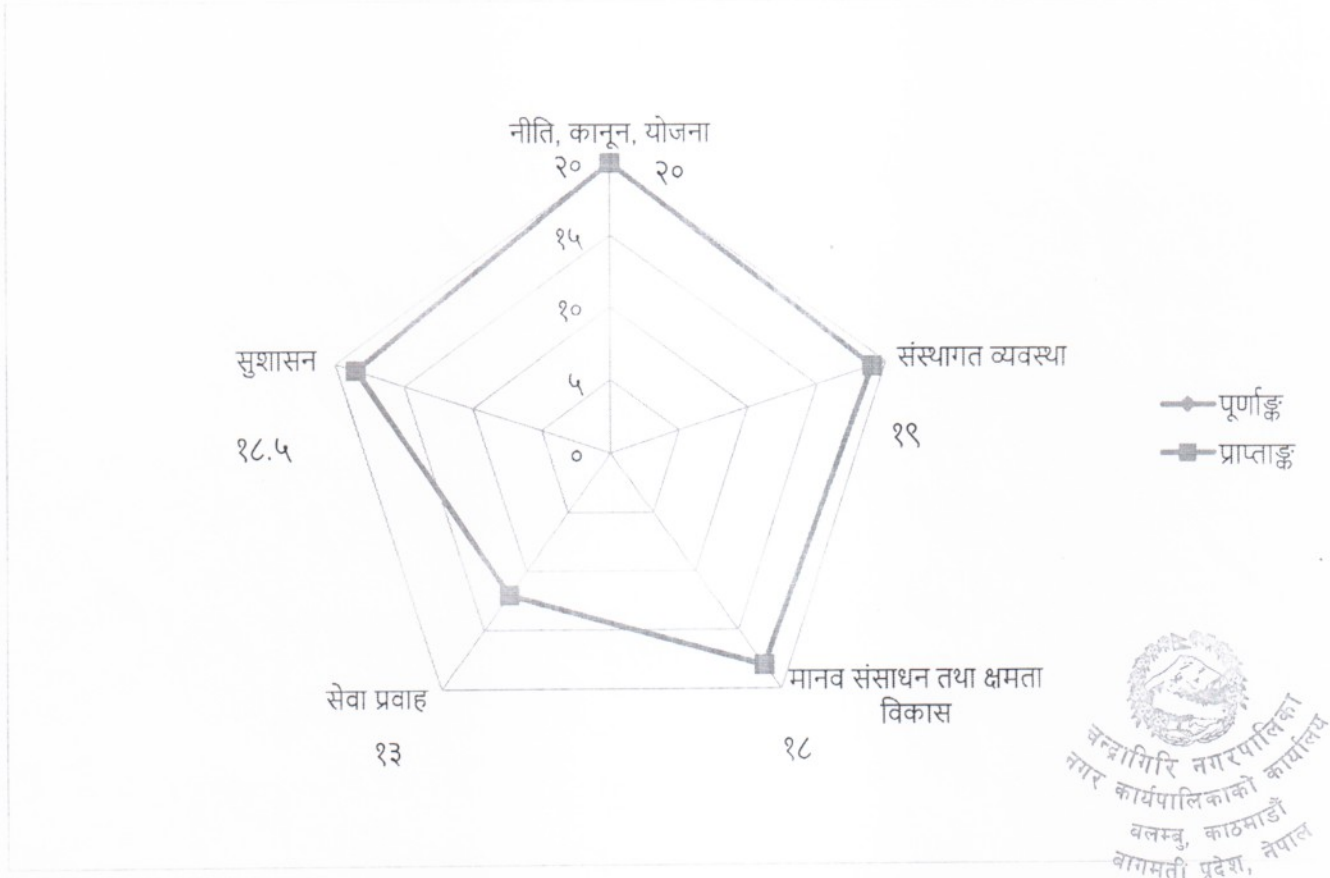 नीति, कानून, योजना
२०
२०
१५
१०
५
०
सुशासन
१८.५
संस्थागत व्यवस्था
१९
पूर्णाङ्क
प्राप्ताङ्क
सेवा प्रवाह
१३
मानव संसाधन तथा क्षमता
विकास
१८
चन्द्रागिरि नगरपालिका
नगर कार्यपालिकाको कार्यालय
बलम्बु, काठमाडौं
बागमती प्रदेश, नेपाल